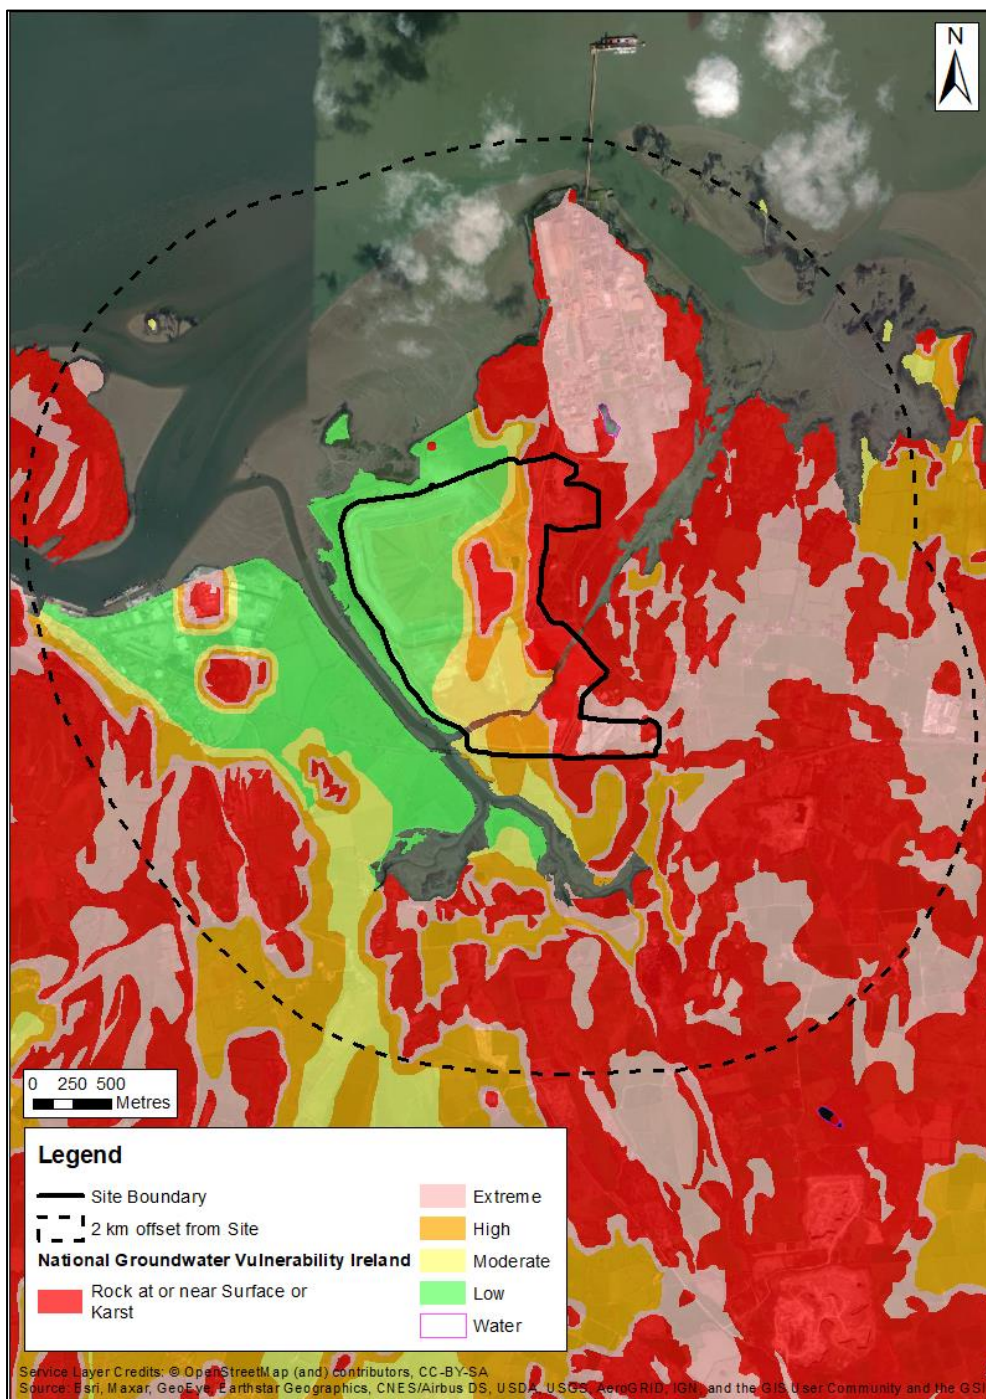 N
0 250 500
Metres
Legend
Site Boundary
2 km offset from Site
National Groundwater Vulnerability Ireland
Rock at or near Surface or
Karst
Extreme
High
Moderate
Low
Water
Service Layer Credits: © OpenStreetMap (and) contributors, CC-BY-SA
Source: Esri, Maxar, GeoEye, Earthstar Geographics, CNES/Airbus DS, USDA, USGS, AeroGRID, IGN, and the GIS User Community and the GSI